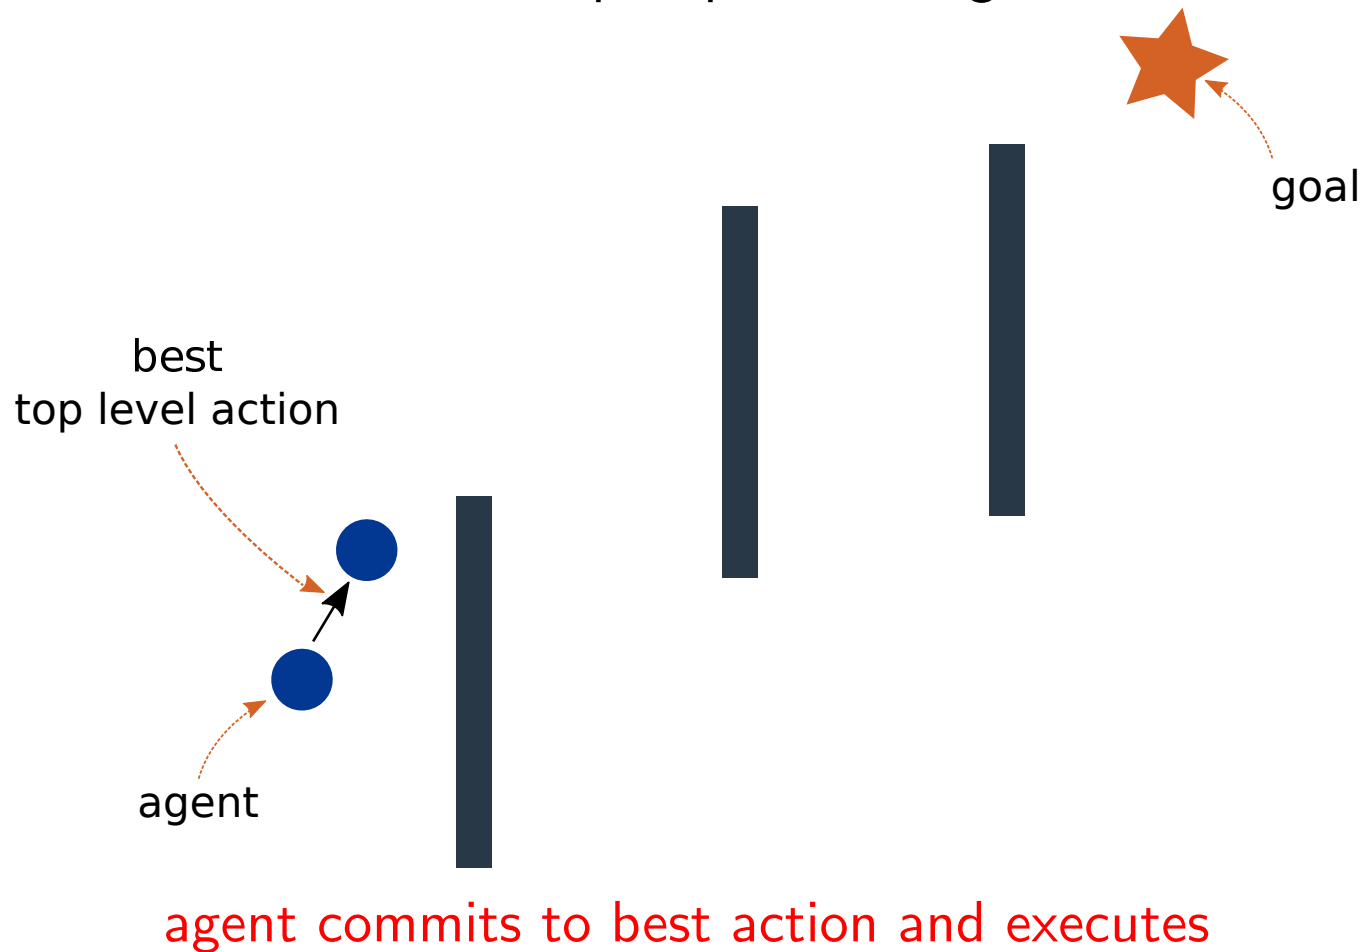 goal
best
top level action
agent
agent commits to best action and executes